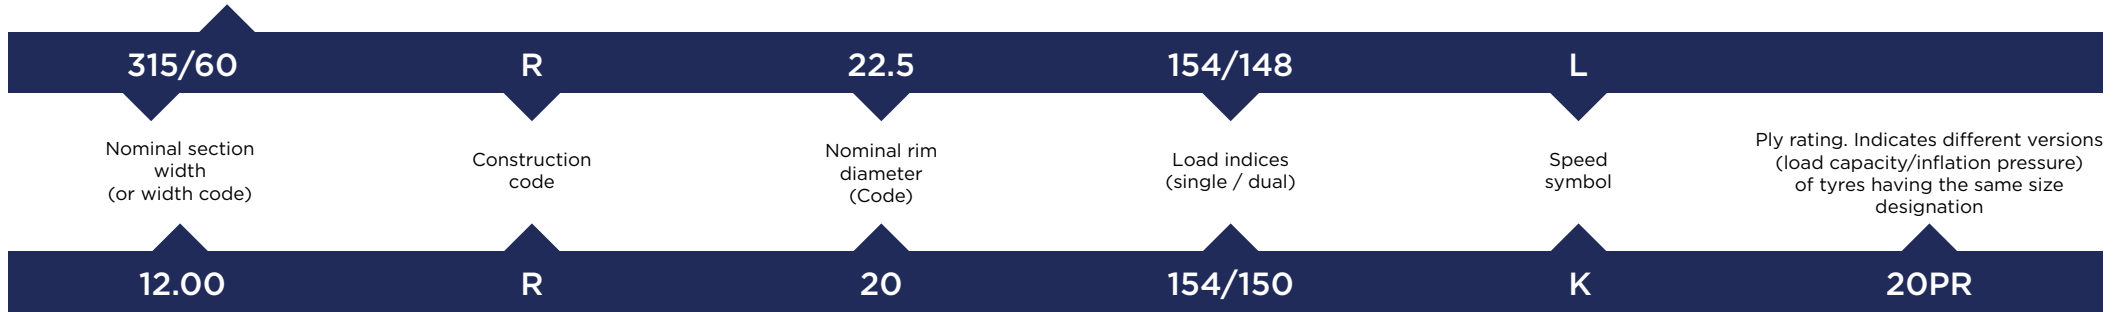 315/60 R 22.5 154/148 L
Nominal section
width
(or width code)
Construction
code
Nominal rim
diameter
(Code)
Load indices
(single / dual)
Speed
symbol
Ply rating. Indicates different versions
(load capacity/inflation pressure)
of tyres having the same size
designation
12.00 R 20 154/150 K 20PR